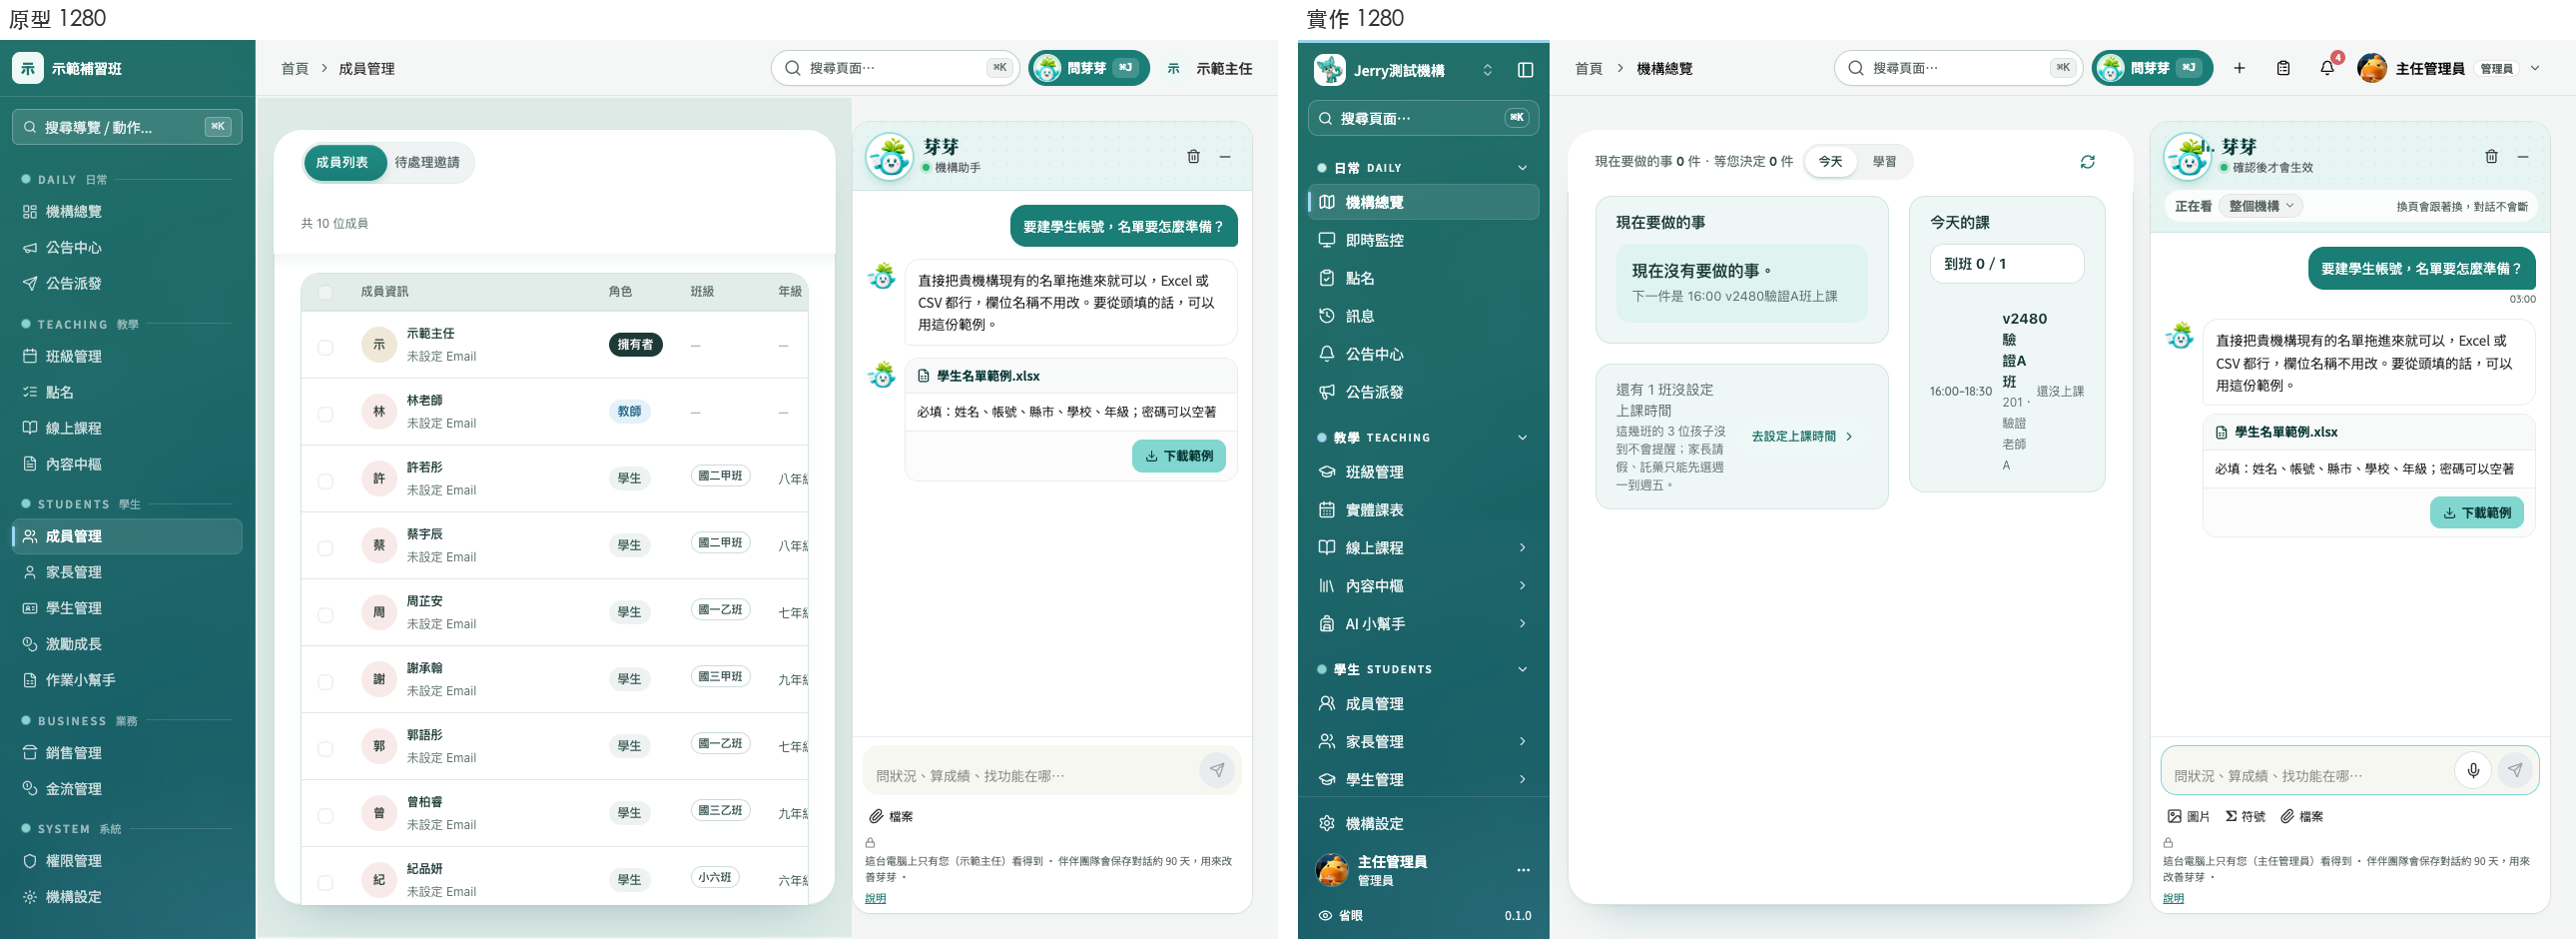 原型 1280
示
示範補習班
搜尋導覽 / 動作...
⌘K
DAILY 日常
機構總覽
公告中心
公告派發
TEACHING 教學
班級管理
點名
線上課程
內容中樞
STUDENTS 學生
成員管理
家長管理
學生管理
激勵成長
作業小幫手
BUSINESS 業務
銷售管理
金流管理
SYSTEM 系統
權限管理
機構設定
首頁 > 成員管理
搜尋頁面⋯
⌘K
問芽芽 ⌘J
示
示範主任
成員列表
待處理邀請
共 10 位成員
成員資訊 角色 班級 年級
示 示範主任 擁有者 — —
未設定 Email
林 林老師 教師 — —
未設定 Email
許 許若彤 學生 國二甲班 八年級
未設定 Email
蔡 蔡宇辰 學生 國二甲班 八年級
未設定 Email
周 周芷安 學生 國一乙班 七年級
未設定 Email
謝 謝承翰 學生 國三甲班 九年級
未設定 Email
郭 郭語彤 學生 國一乙班 七年級
未設定 Email
曾 曾柏睿 學生 國三乙班 九年級
未設定 Email
紀 紀品妍 學生 小六班 六年級
未設定 Email
芽芽
機構助手
要建學生帳號，名單要怎麼準備？
直接把貴機構現有的名單拖進來就可以，Excel 或
CSV 都行，欄位名稱不用改。要從頭填的話，可以
用這份範例。
學生名單範例.xlsx
必填：姓名、帳號、縣市、學校、年級；密碼可以空著
下載範例
問狀況、算成績、找功能在哪⋯
檔案
這台電腦上只有您（示範主任）看得到 · 伴伴團隊會保存對話約 90 天，用來改
善芽芽 ·
說明
實作 1280
Jerry測試機構
搜尋頁面⋯
⌘K
日常 DAILY
機構總覽
即時監控
點名
訊息
公告中心
公告派發
教學 TEACHING
班級管理
實體課表
線上課程
內容中樞
AI 小幫手
學生 STUDENTS
成員管理
家長管理
學生管理
機構設定
主任管理員
管理員
省眼
0.1.0
首頁 > 機構總覽
搜尋頁面⋯
⌘K
問芽芽 ⌘J
4
主任管理員 管理員
現在要做的事 0 件 · 等您決定 0 件
今天
學習
現在要做的事
現在沒有要做的事。
下一件是 16:00 v2480驗證A班上課
還有 1 班沒設定
上課時間
這幾班的 3 位孩子沒
到不會提醒；家長請
假、託藥只能先選週
一到週五。
去設定上課時間
今天的課
到班 0 / 1
16:00–18:30
v2480
驗
證A
班
201 ·
驗證
老師
A
還沒上課
芽芽
確認後才會生效
正在看 整個機構
換頁會跟著換，對話不會斷
要建學生帳號，名單要怎麼準備？
03:00
直接把貴機構現有的名單拖進來就可以，Excel 或
CSV 都行，欄位名稱不用改。要從頭填的話，可以
用這份範例。
學生名單範例.xlsx
必填：姓名、帳號、縣市、學校、年級；密碼可以空著
下載範例
問狀況、算成績、找功能在哪⋯
圖片
符號
檔案
這台電腦上只有您（主任管理員）看得到 · 伴伴團隊會保存對話約 90 天，用來
改善芽芽 ·
說明